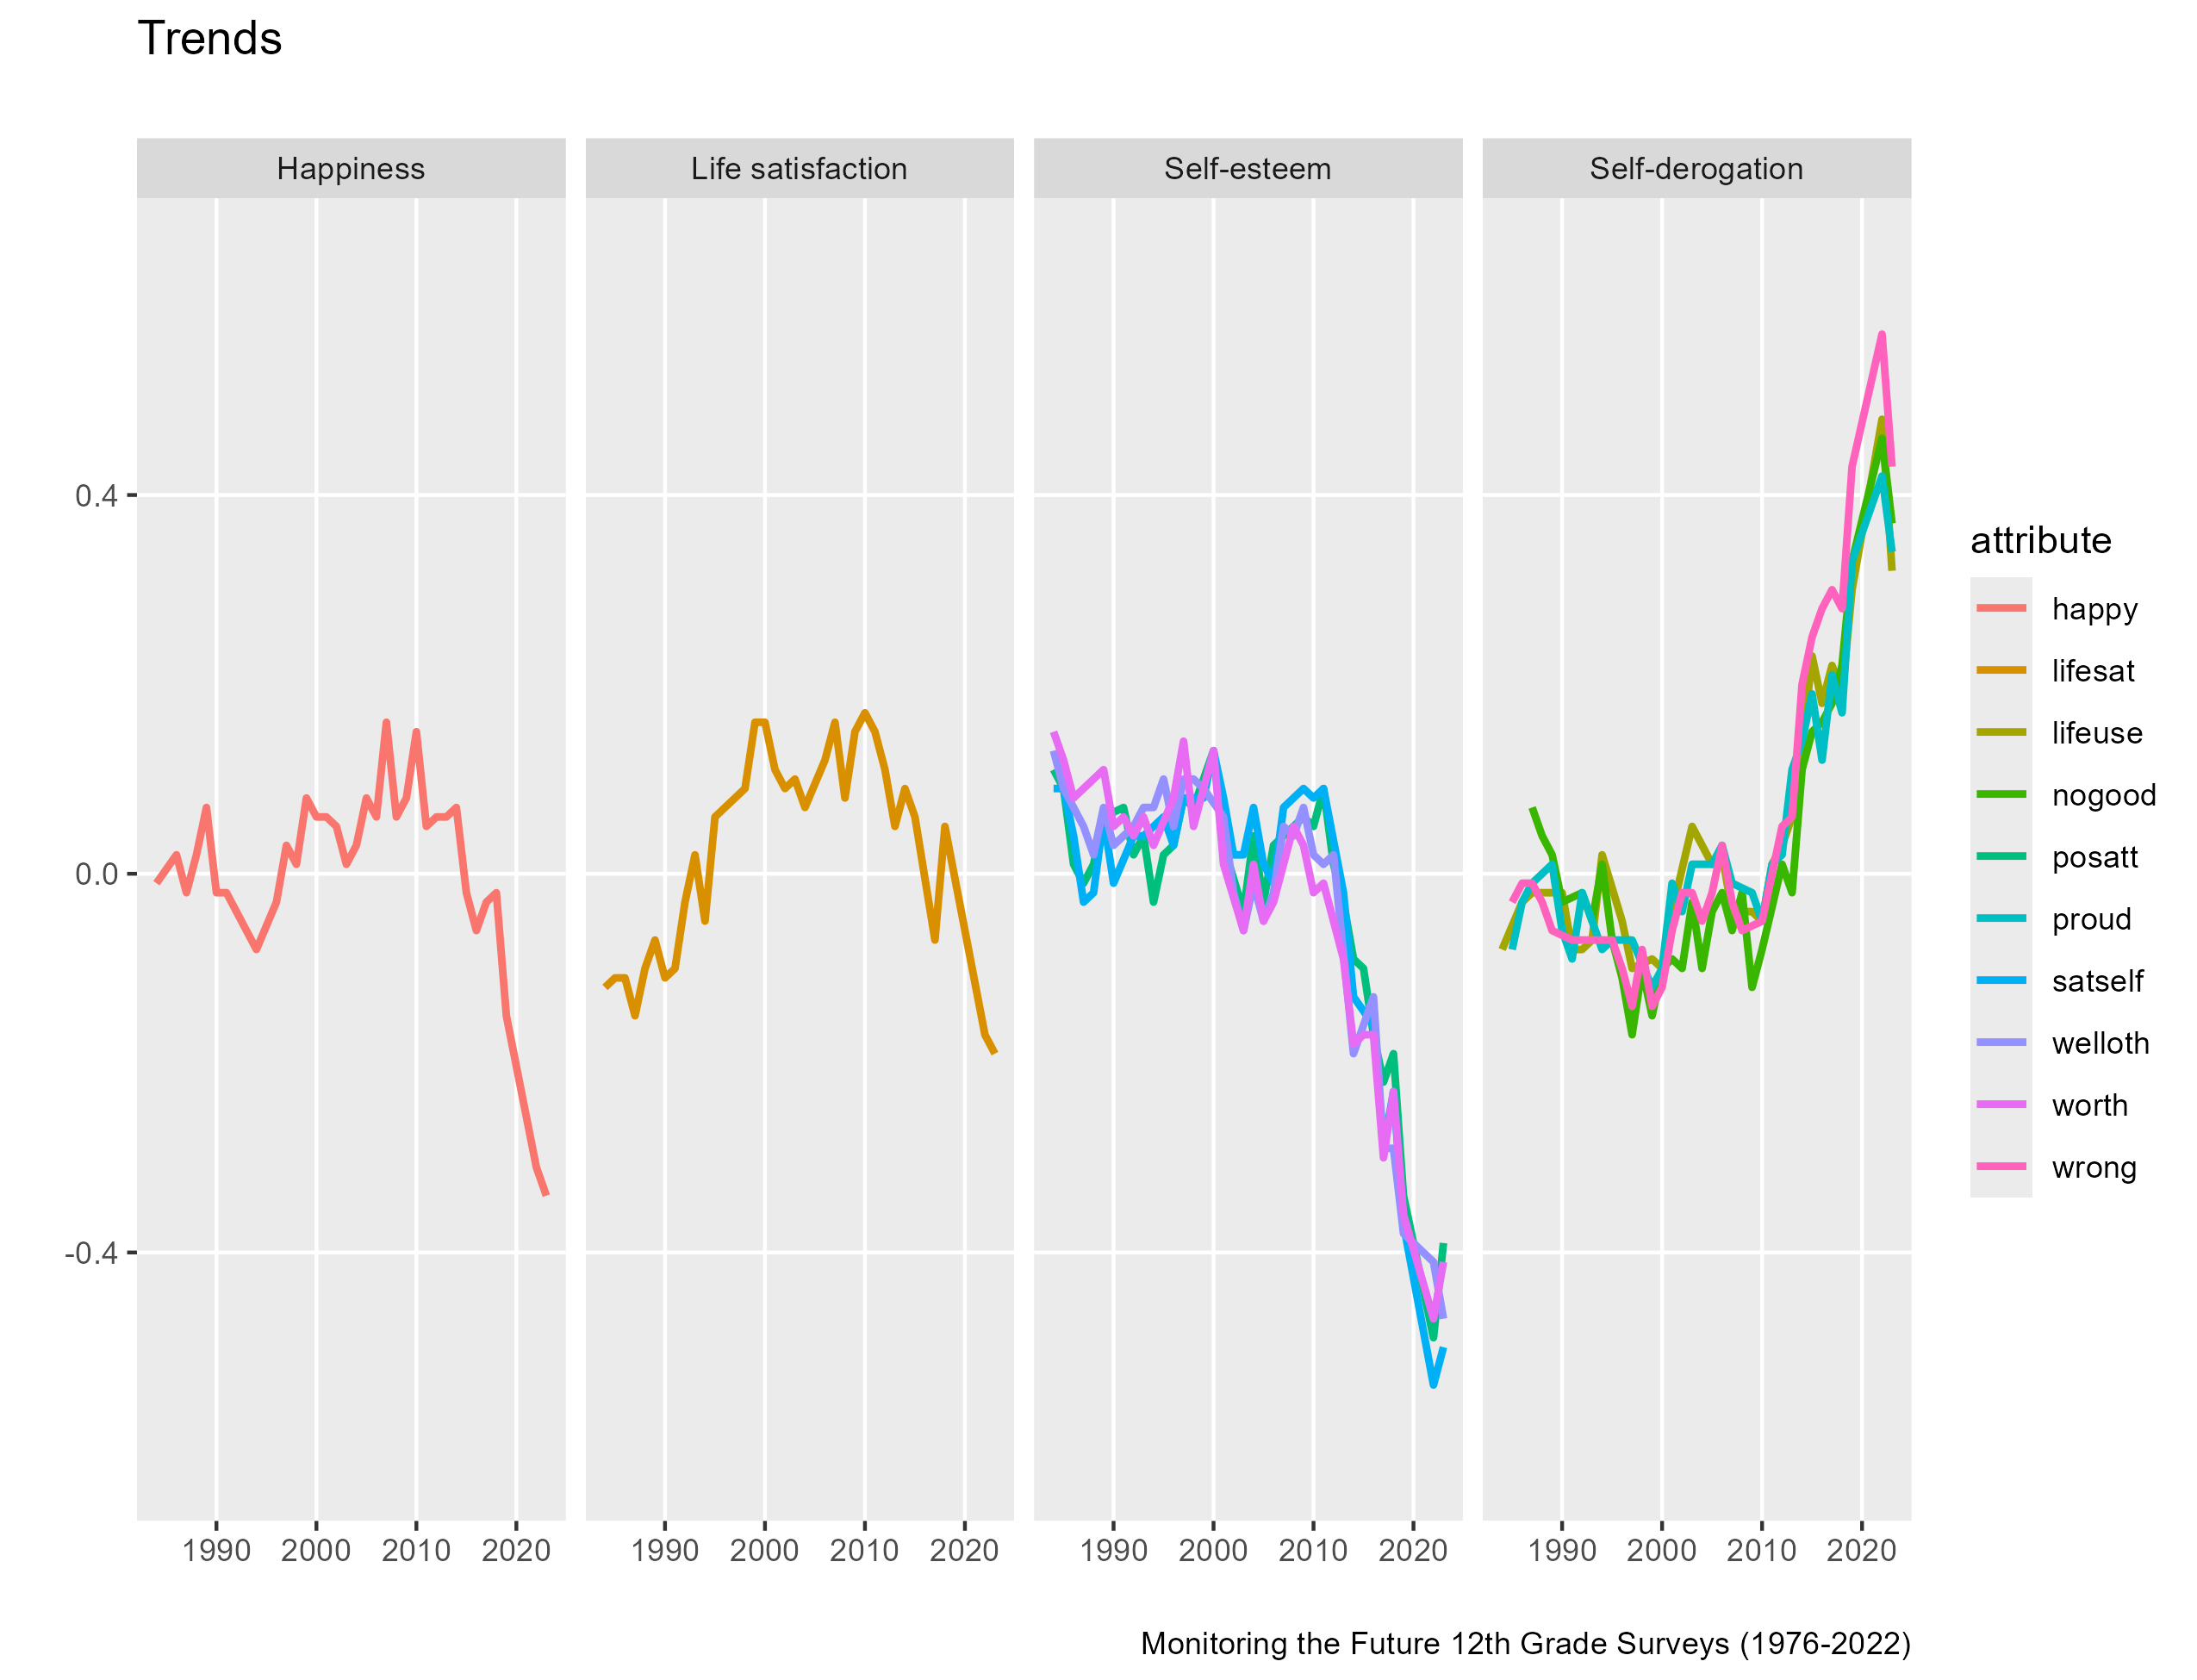 Trends
Happiness
Life satisfaction
Self-esteem
Self-derogation
0.4
0.0
-0.4
1990 2000 2010 2020
1990 2000 2010 2020
1990 2000 2010 2020
1990 2000 2010 2020
attribute
happy
lifesat
lifeuse
nogood
posatt
proud
satself
welloth
worth
wrong
Monitoring the Future 12th Grade Surveys (1976-2022)